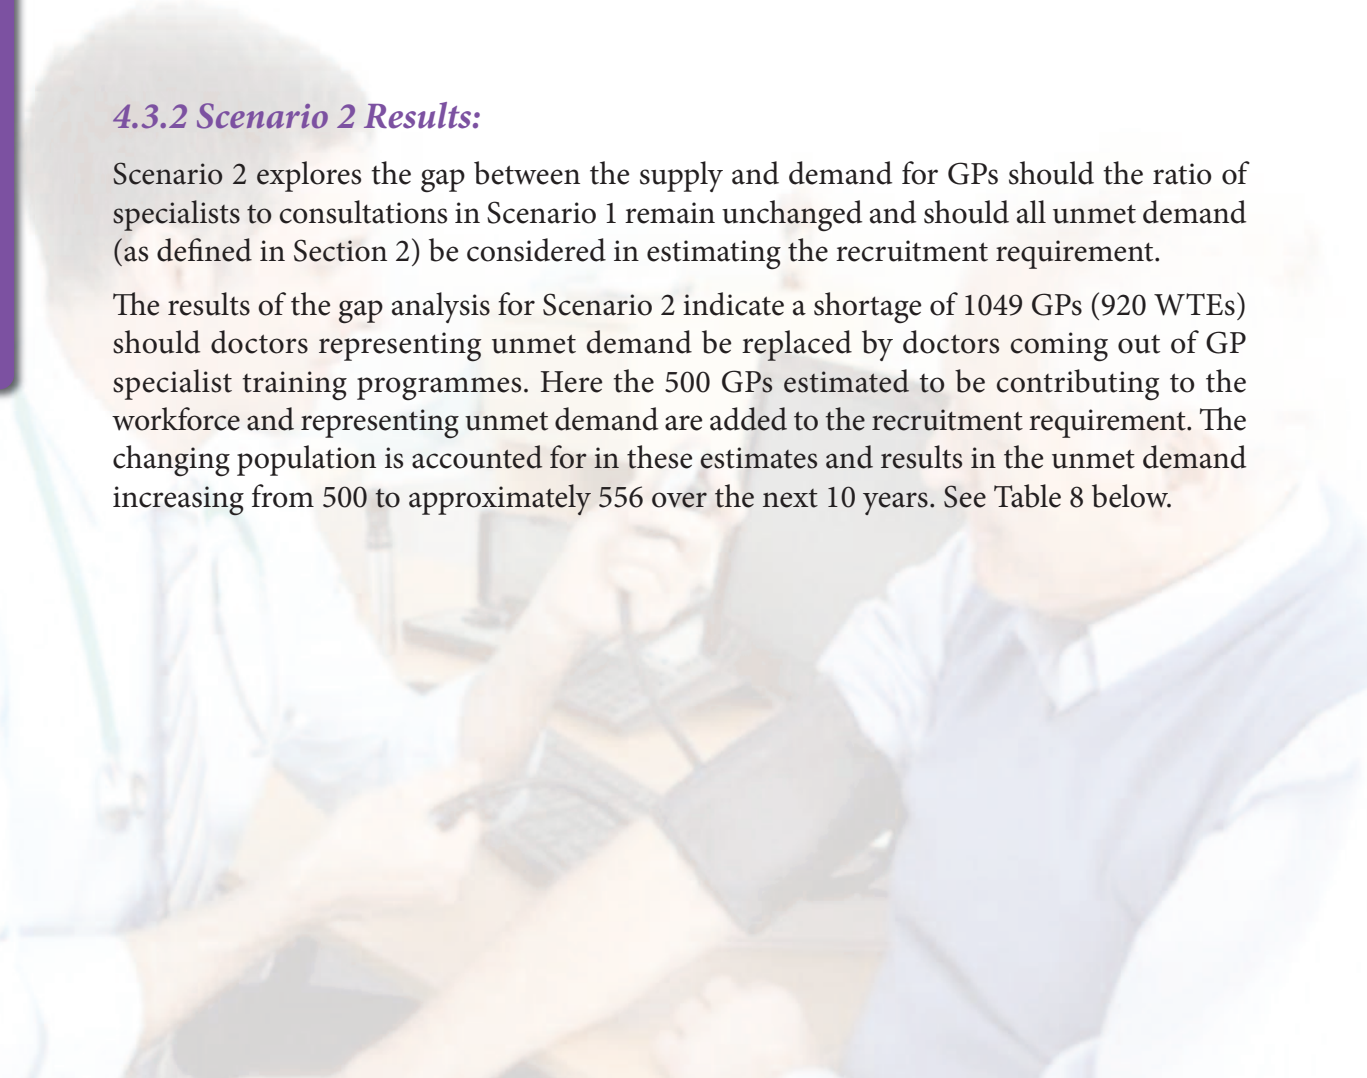 4.3.2 Scenario 2 Results:
Scenario 2 explores the gap between the supply and demand for GPs should the ratio of
specialists to consultations in Scenario 1 remain unchanged and should all unmet demand
(as defined in Section 2) be considered in estimating the recruitment requirement.
The results of the gap analysis for Scenario 2 indicate a shortage of 1049 GPs (920 WTEs)
should doctors representing unmet demand be replaced by doctors coming out of GP
specialist training programmes. Here the 500 GPs estimated to be contributing to the
workforce and representing unmet demand are added to the recruitment requirement. The
changing population is accounted for in these estimates and results in the unmet demand
increasing from 500 to approximately 556 over the next 10 years. See Table 8 below.